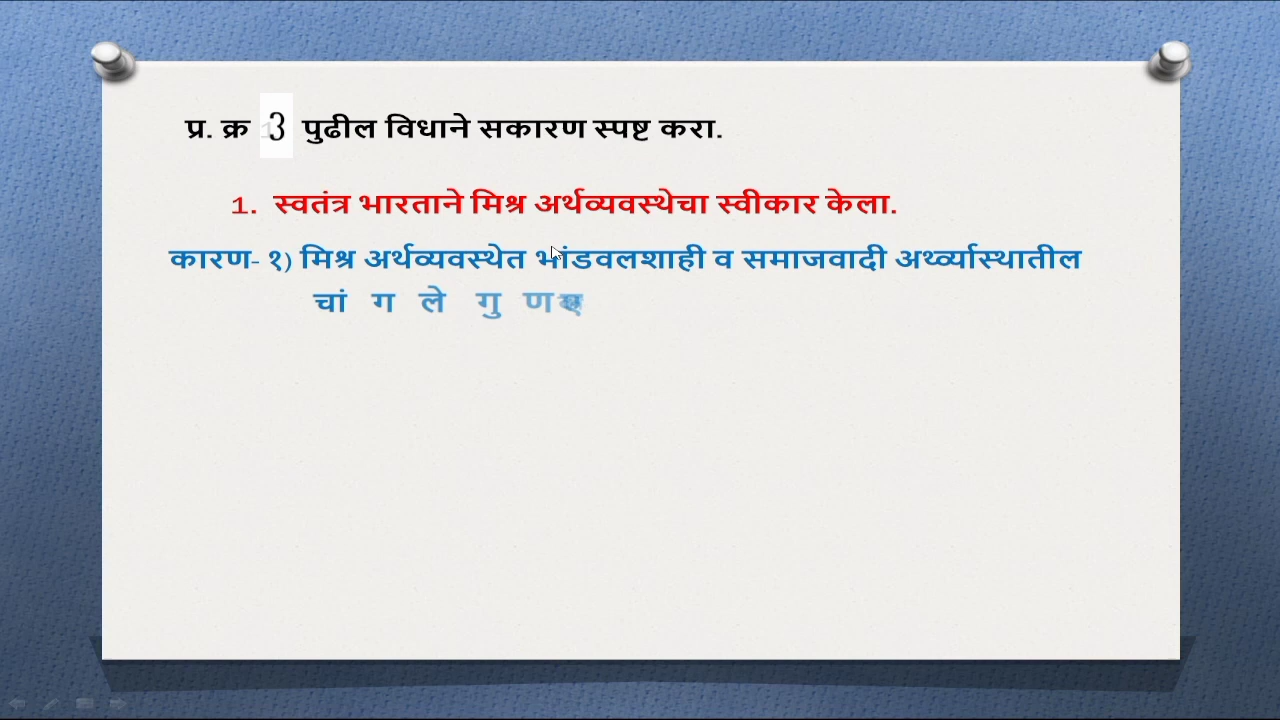 प्र. क्र 3 पुढील विधाने सकारण स्पष्ट करा.
1. स्वतंत्र भारताने मिश्र अर्थव्यवस्थेचा स्वीकार केला.
कारण- १) मिश्र अर्थव्यवस्थेत भांडवलशाही व समाजवादी अर्थ्व्यास्थातील
चां ग ले गु ण